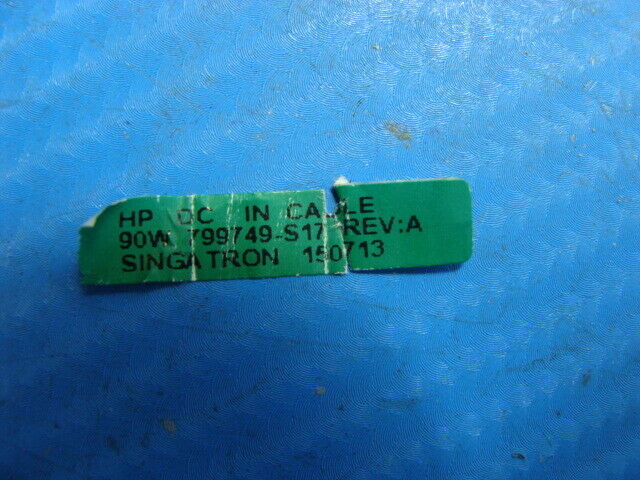 HP DC IN CABLE
90W 799749-S17 REV:A
SINGATRON 150713